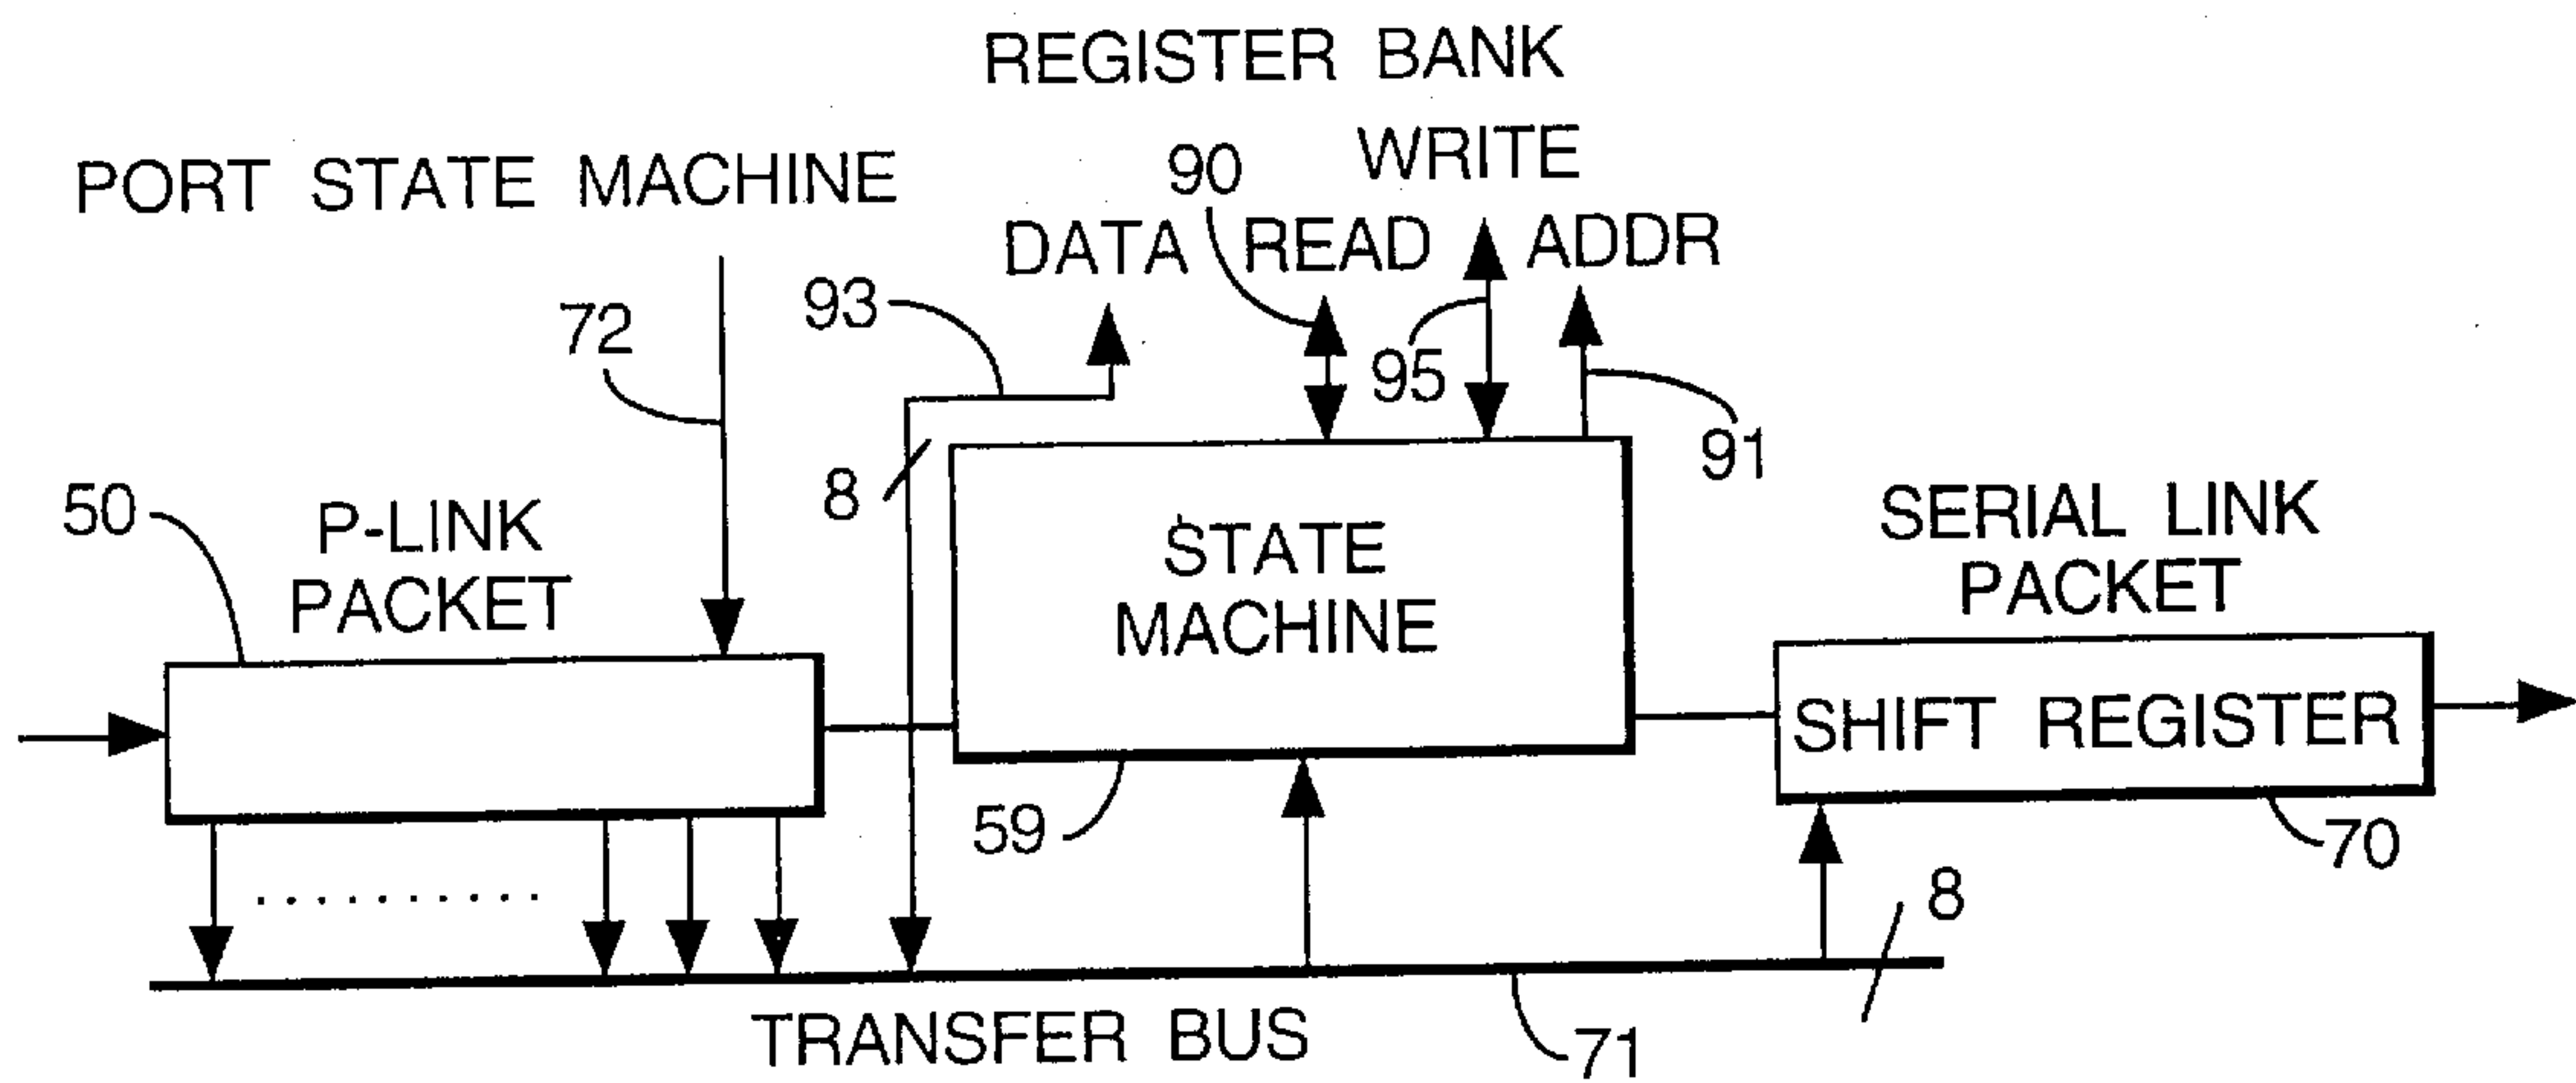 REGISTER BANK
PORT STATE MACHINE
90
WRITE
DATA READ ADDR
72
93
95
91
50
P-LINK
PACKET
8
STATE
MACHINE
SERIAL LINK
PACKET
SHIFT REGISTER
59
70
8
TRANSFER BUS
71